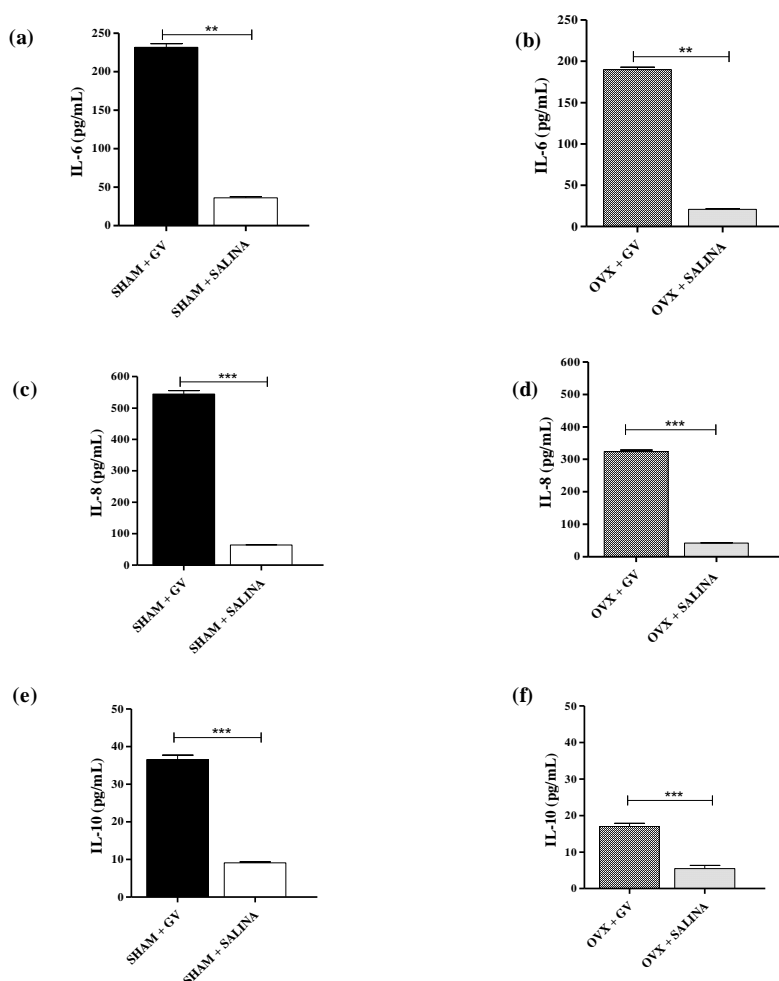 (a)
**
250
200
150
100
50
0
IL-6 (pg/mL)
SHAM + GV
SHAM + SALINA
(b)
**
250
200
150
100
50
0
IL-6 (pg/mL)
OVX + GV
OVX + SALINA
(c)
***
600
500
400
300
200
100
0
IL-8 (pg/mL)
SHAM + GV
SHAM + SALINA
(d)
***
600
500
400
300
200
100
0
IL-8 (pg/mL)
OVX + GV
OVX + SALINA
(e)
***
50
40
30
20
10
0
IL-10 (pg/mL)
SHAM + GV
SHAM + SALINA
(f)
***
50
40
30
20
10
0
IL-10 (pg/mL)
OVX + GV
OVX + SALINA